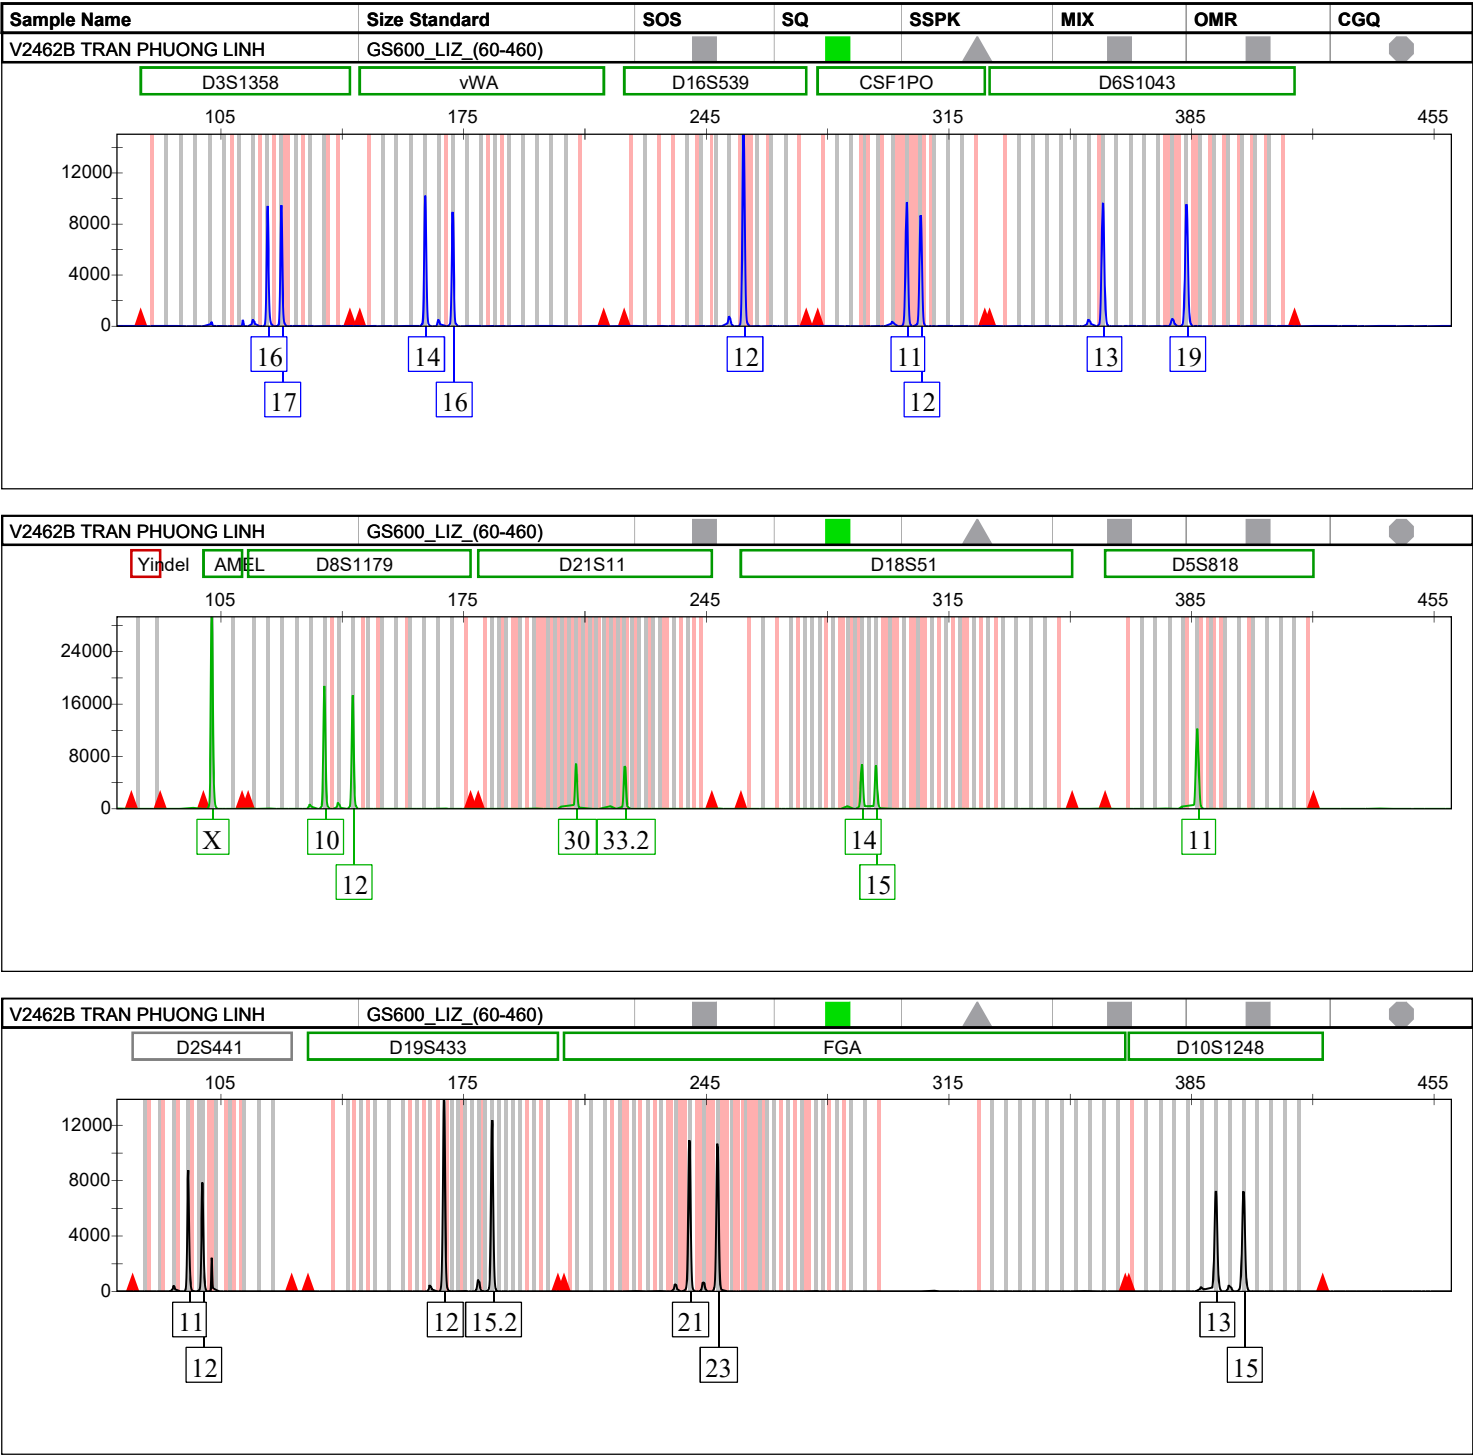 Sample Name Size Standard SOS SQ SSPK MIX OMR CGQ
V2462B TRAN PHUONG LINH GS600_LIZ_(60-460)
D3S1358 vWA D16S539 CSF1PO D6S1043
105 175 245 315 385 455
12000
8000
4000
0
16 14 12 11 13 19
17 16 12
V2462B TRAN PHUONG LINH GS600_LIZ_(60-460)
Yindel AMEL D8S1179 D21S11 D18S51 D5S818
105 175 245 315 385 455
24000
16000
8000
0
X 10 30 33.2 14 11
12 15
V2462B TRAN PHUONG LINH GS600_LIZ_(60-460)
D2S441 D19S433 FGA D10S1248
105 175 245 315 385 455
12000
8000
4000
0
11 12 15.2 21 13
12 23 15